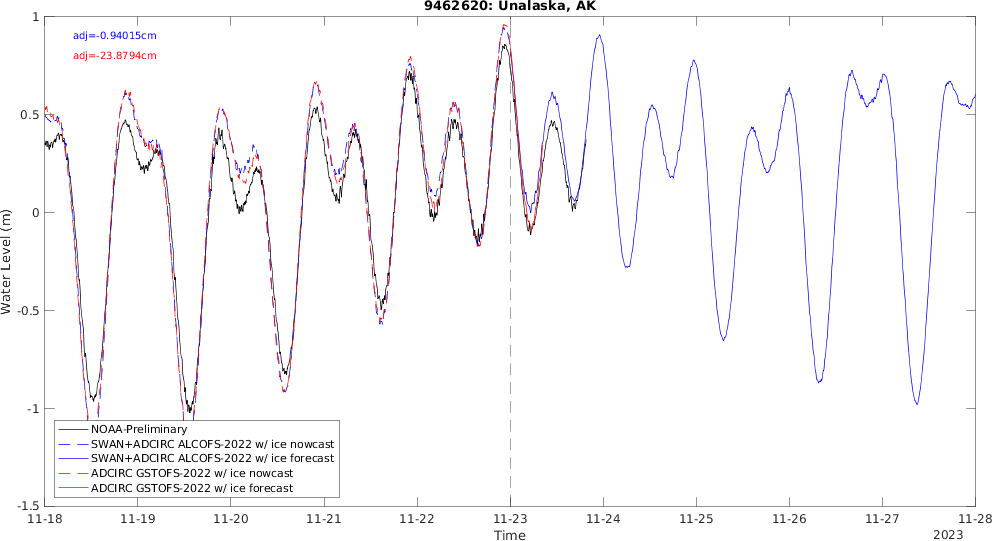 9462620: Unalaska, AK
adj=-0.94015cm
adj=-23.8794cm
Water Level (m)
1
0.5
0
-0.5
-1
-1.5
NOAA-Preliminary
SWAN+ADCIRC ALCOFS-2022 w/ ice nowcast
SWAN+ADCIRC ALCOFS-2022 w/ ice forecast
ADCIRC GSTOFS-2022 w/ ice nowcast
ADCIRC GSTOFS-2022 w/ ice forecast
11-18 11-19 11-20 11-21 11-22 11-23 11-24 11-25 11-26 11-27 11-28
Time
2023